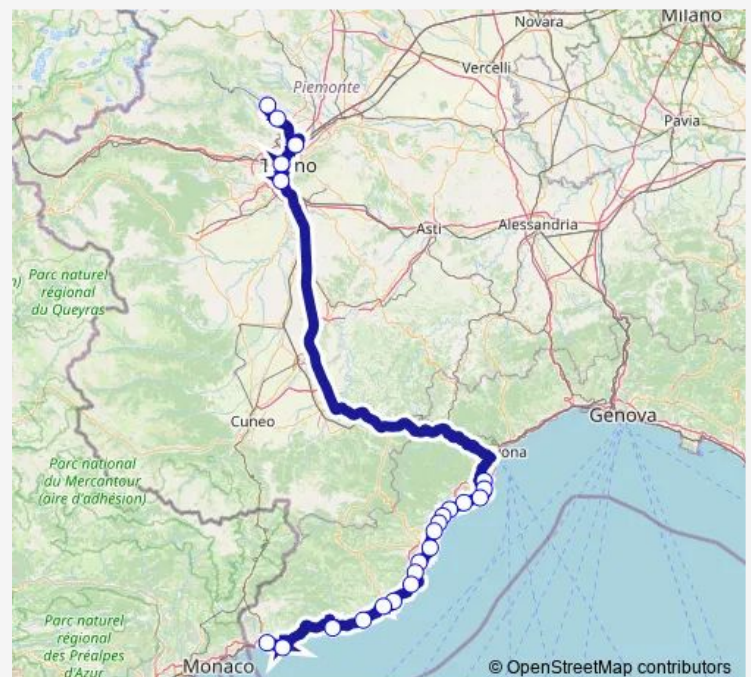 Novara
Milano
Vercelli
Piemonte
Pavia
Asti
Alessandria
Parc naturel
régional
du Queyras
Genova
Cuneo
Parc national
du Mercantour
(aire d'adhésion)
Parc naturel
régional
des Préalpes
d'Azur
Monaco
© OpenStreetMap contributors